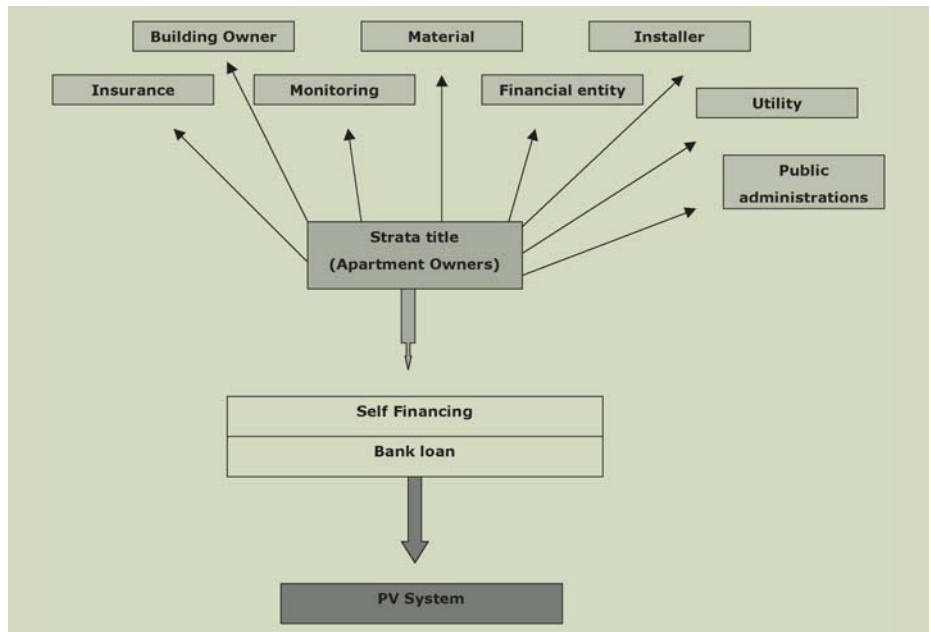 Building Owner
Material
Installer
Insurance
Monitoring
Financial entity
Utility
Public
administrations
Strata title
(Apartment Owners)
Self Financing
Bank loan
PV System